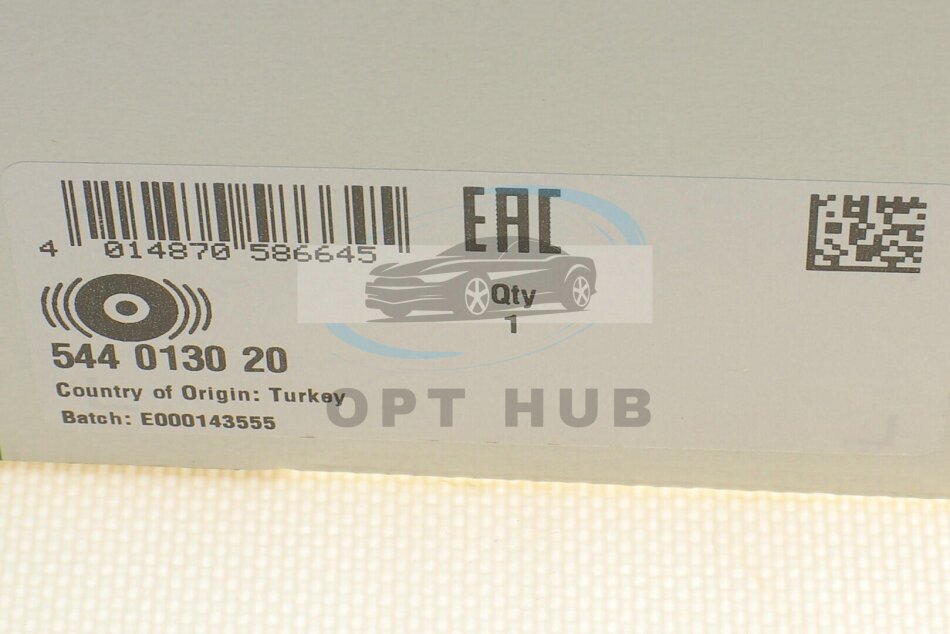 4 014870 586645
EAC
Qty
1
544 0130 20
Country of Origin: Turkey
Batch: E000143555
OPT HUB